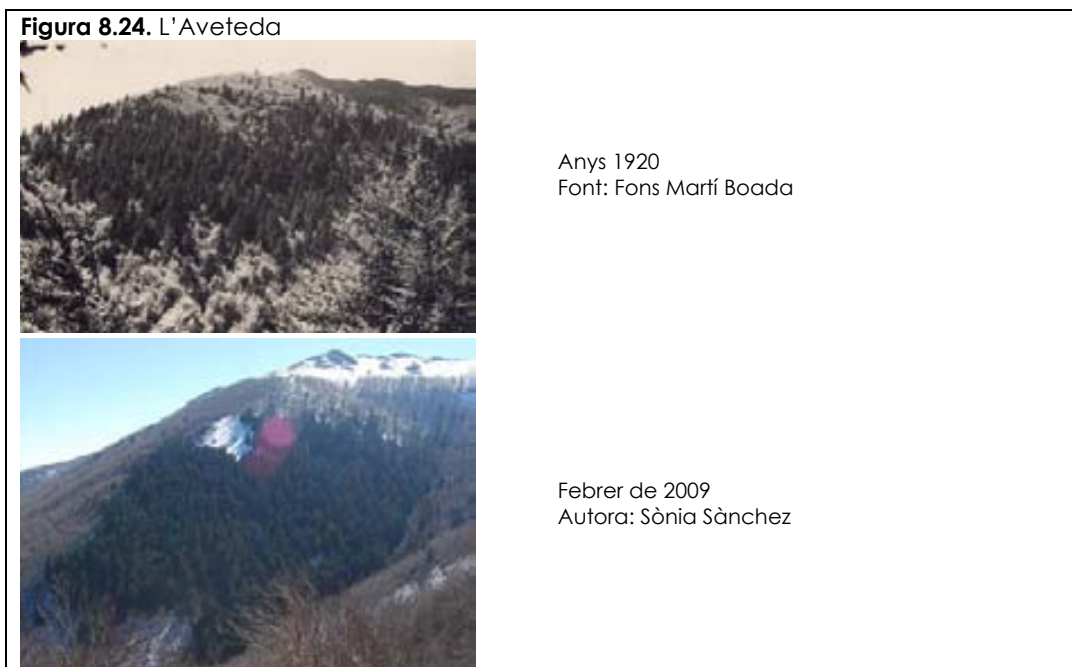 Figura 8.24. L'Aveteda
Anys 1920
Font: Fons Martí Boada
Febrer de 2009
Autora: Sònia Sànchez